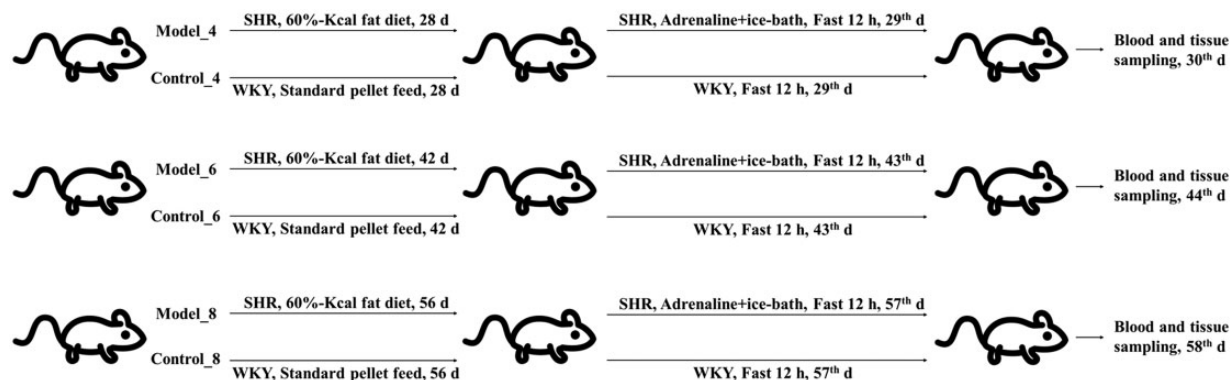 SHR, 60%-Kcal fat diet, 28 d
SHR, Adrenaline+ice-bath, Fast 12 h, 29th d
Model_4
Control_4
Blood and tissue
sampling, 30th d
WKY, Standard pellet feed, 28 d
WKY, Fast 12 h, 29th d
SHR, 60%-Kcal fat diet, 42 d
SHR, Adrenaline+ice-bath, Fast 12 h, 43th d
Model_6
Control_6
Blood and tissue
sampling, 44th d
WKY, Standard pellet feed, 42 d
WKY, Fast 12 h, 43th d
SHR, 60%-Kcal fat diet, 56 d
SHR, Adrenaline+ice-bath, Fast 12 h, 57th d
Model_8
Control_8
Blood and tissue
sampling, 58th d
WKY, Standard pellet feed, 56 d
WKY, Fast 12 h, 57th d